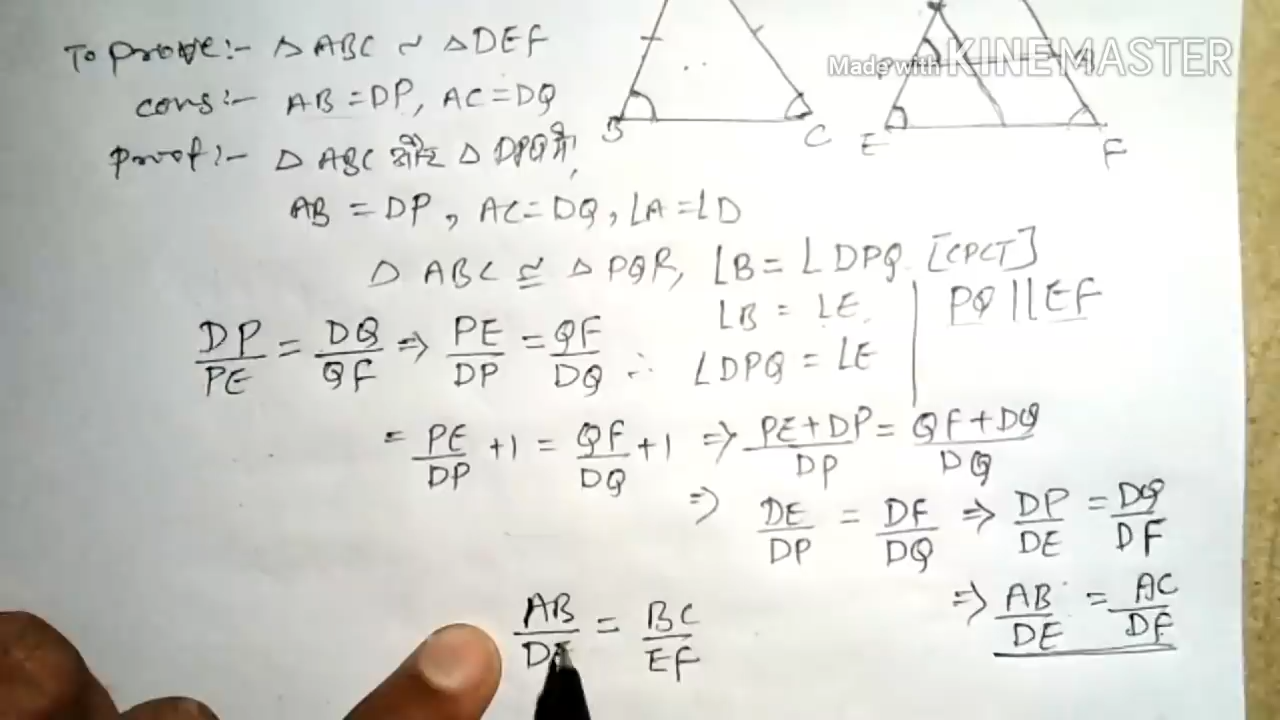 To prove:- △ ABC ~ △ DEF
cons:- AB = DP, AC = DQ
Proof:- △ ABC और △ DPQ में,
AB = DP, AC = DQ, ∠A = ∠D
△ ABC ≅ △ PQR, ∠B = ∠DPQ [CPCT]
∠B = ∠E
PQ || EF
DP/PE = DQ/QF ⇒ PE/DP = QF/DQ ∴ ∠DPQ = ∠E
= PE/DP + 1 = QF/DQ + 1 ⇒ PE+DP/DP = QF+DQ/DQ
⇒ DE/DP = DF/DQ ⇒ DP/DE = DQ/DF
⇒ AB/DE = AC/DF
AB/DE = BC/EF
B
C
E
F
Made with KINEMASTER